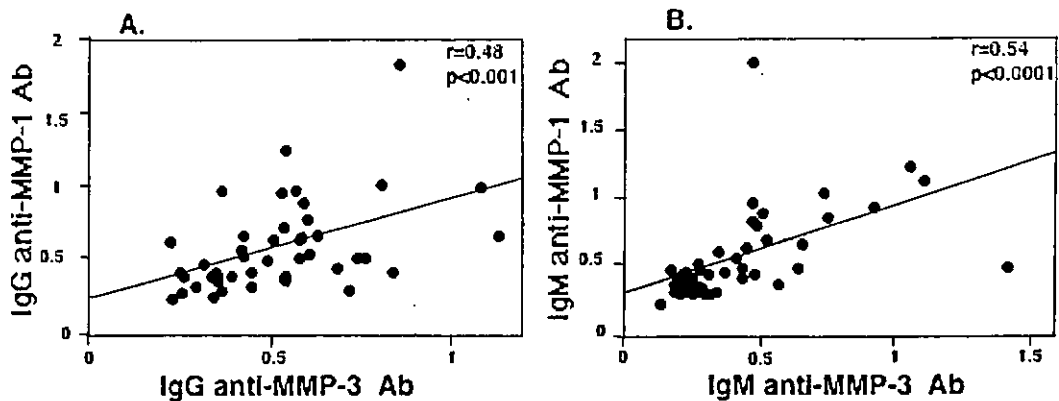 A.
r=0.48
p<0.001
IgG anti-MMP-1 Ab
2
1.5
1
0.5
0
0
0.5
1
IgG anti-MMP-3 Ab
B.
r=0.54
p<0.0001
IgM anti-MMP-1 Ab
2
1.5
1
0.5
0
0
0.5
1
1.5
IgM anti-MMP-3 Ab